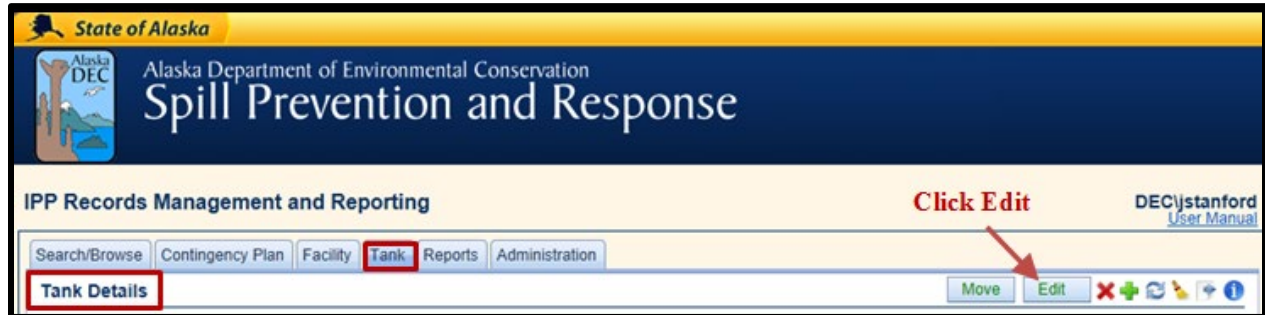 State of Alaska
Alaska
DEC
Alaska Department of Environmental Conservation
Spill Prevention and Response
IPP Records Management and Reporting
Click Edit
DEC\jstanford
User Manual
Search/Browse Contingency Plan Facility Tank Reports Administration
Tank Details Move Edit